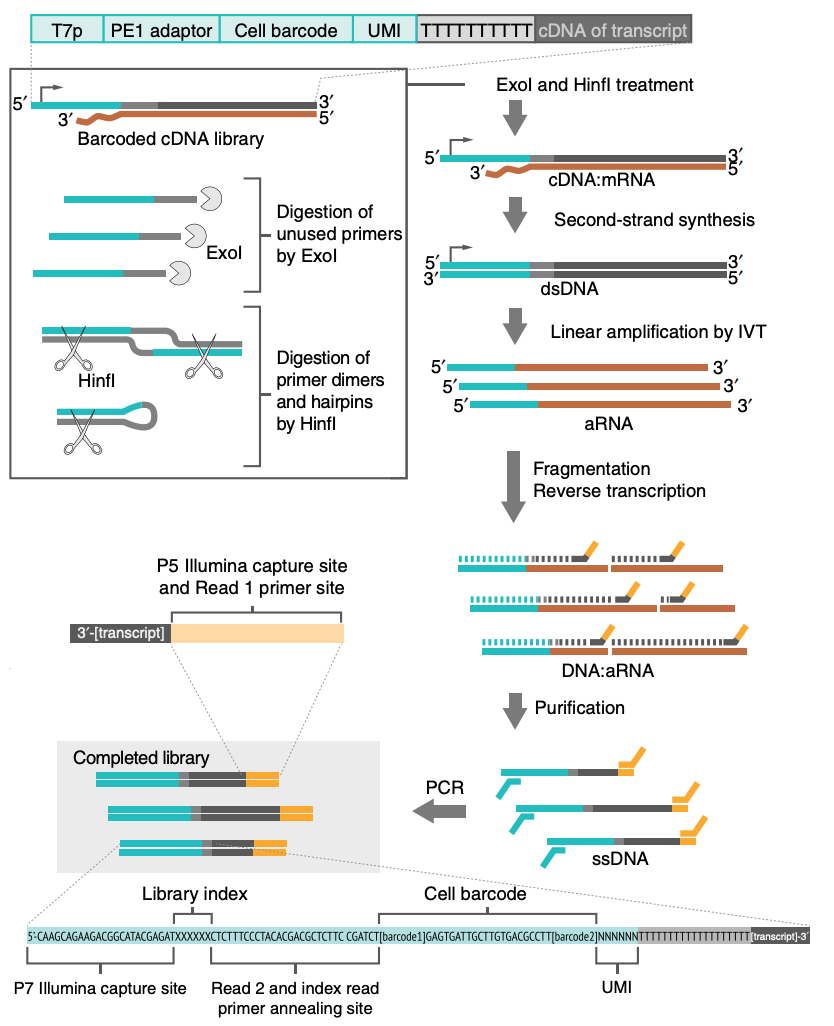 T7p PE1 adaptor Cell barcode UMI TTTTTTTTTT cDNA of transcript
5′ 3′
3′ 5′
Barcoded cDNA library
ExoI
Digestion of
unused primers
by ExoI
HinfI
Digestion of
primer dimers
and hairpins
by HinfI
ExoI and HinfI treatment
5′ 3′
3′ 5′
cDNA:mRNA
Second-strand synthesis
5′ 3′
3′ 5′
dsDNA
Linear amplification by IVT
5′ 3′
5′ 3′
5′ 3′
aRNA
Fragmentation
Reverse transcription
DNA:aRNA
Purification
ssDNA
PCR
P5 Illumina capture site
and Read 1 primer site
3′-[transcript]
Completed library
Library index
Cell barcode
5′-CAAGCAGAAGACGGCATACGAGATXXXXXXCTCTTTCCCTACACGACGCTCTTCCGATCT[barcode1]GAGTGATTGCTTGTGACGCCTT[barcode2]NNNNNNTTTTTTTTTTTTTTTTTTT[transcript]-3′
P7 Illumina capture site
Read 2 and index read
primer annealing site
UMI